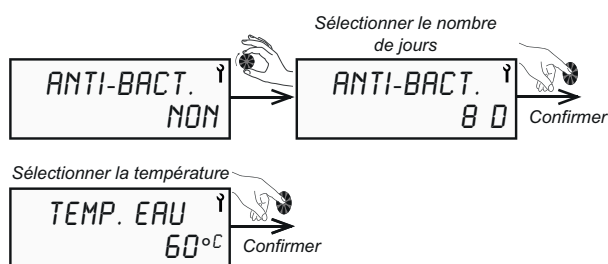 Sélectionner le nombre
de jours
ANTI-BACT.
NON
ANTI-BACT.
8 D
Confirmer
Sélectionner la température
TEMP. EAU
60°C
Confirmer